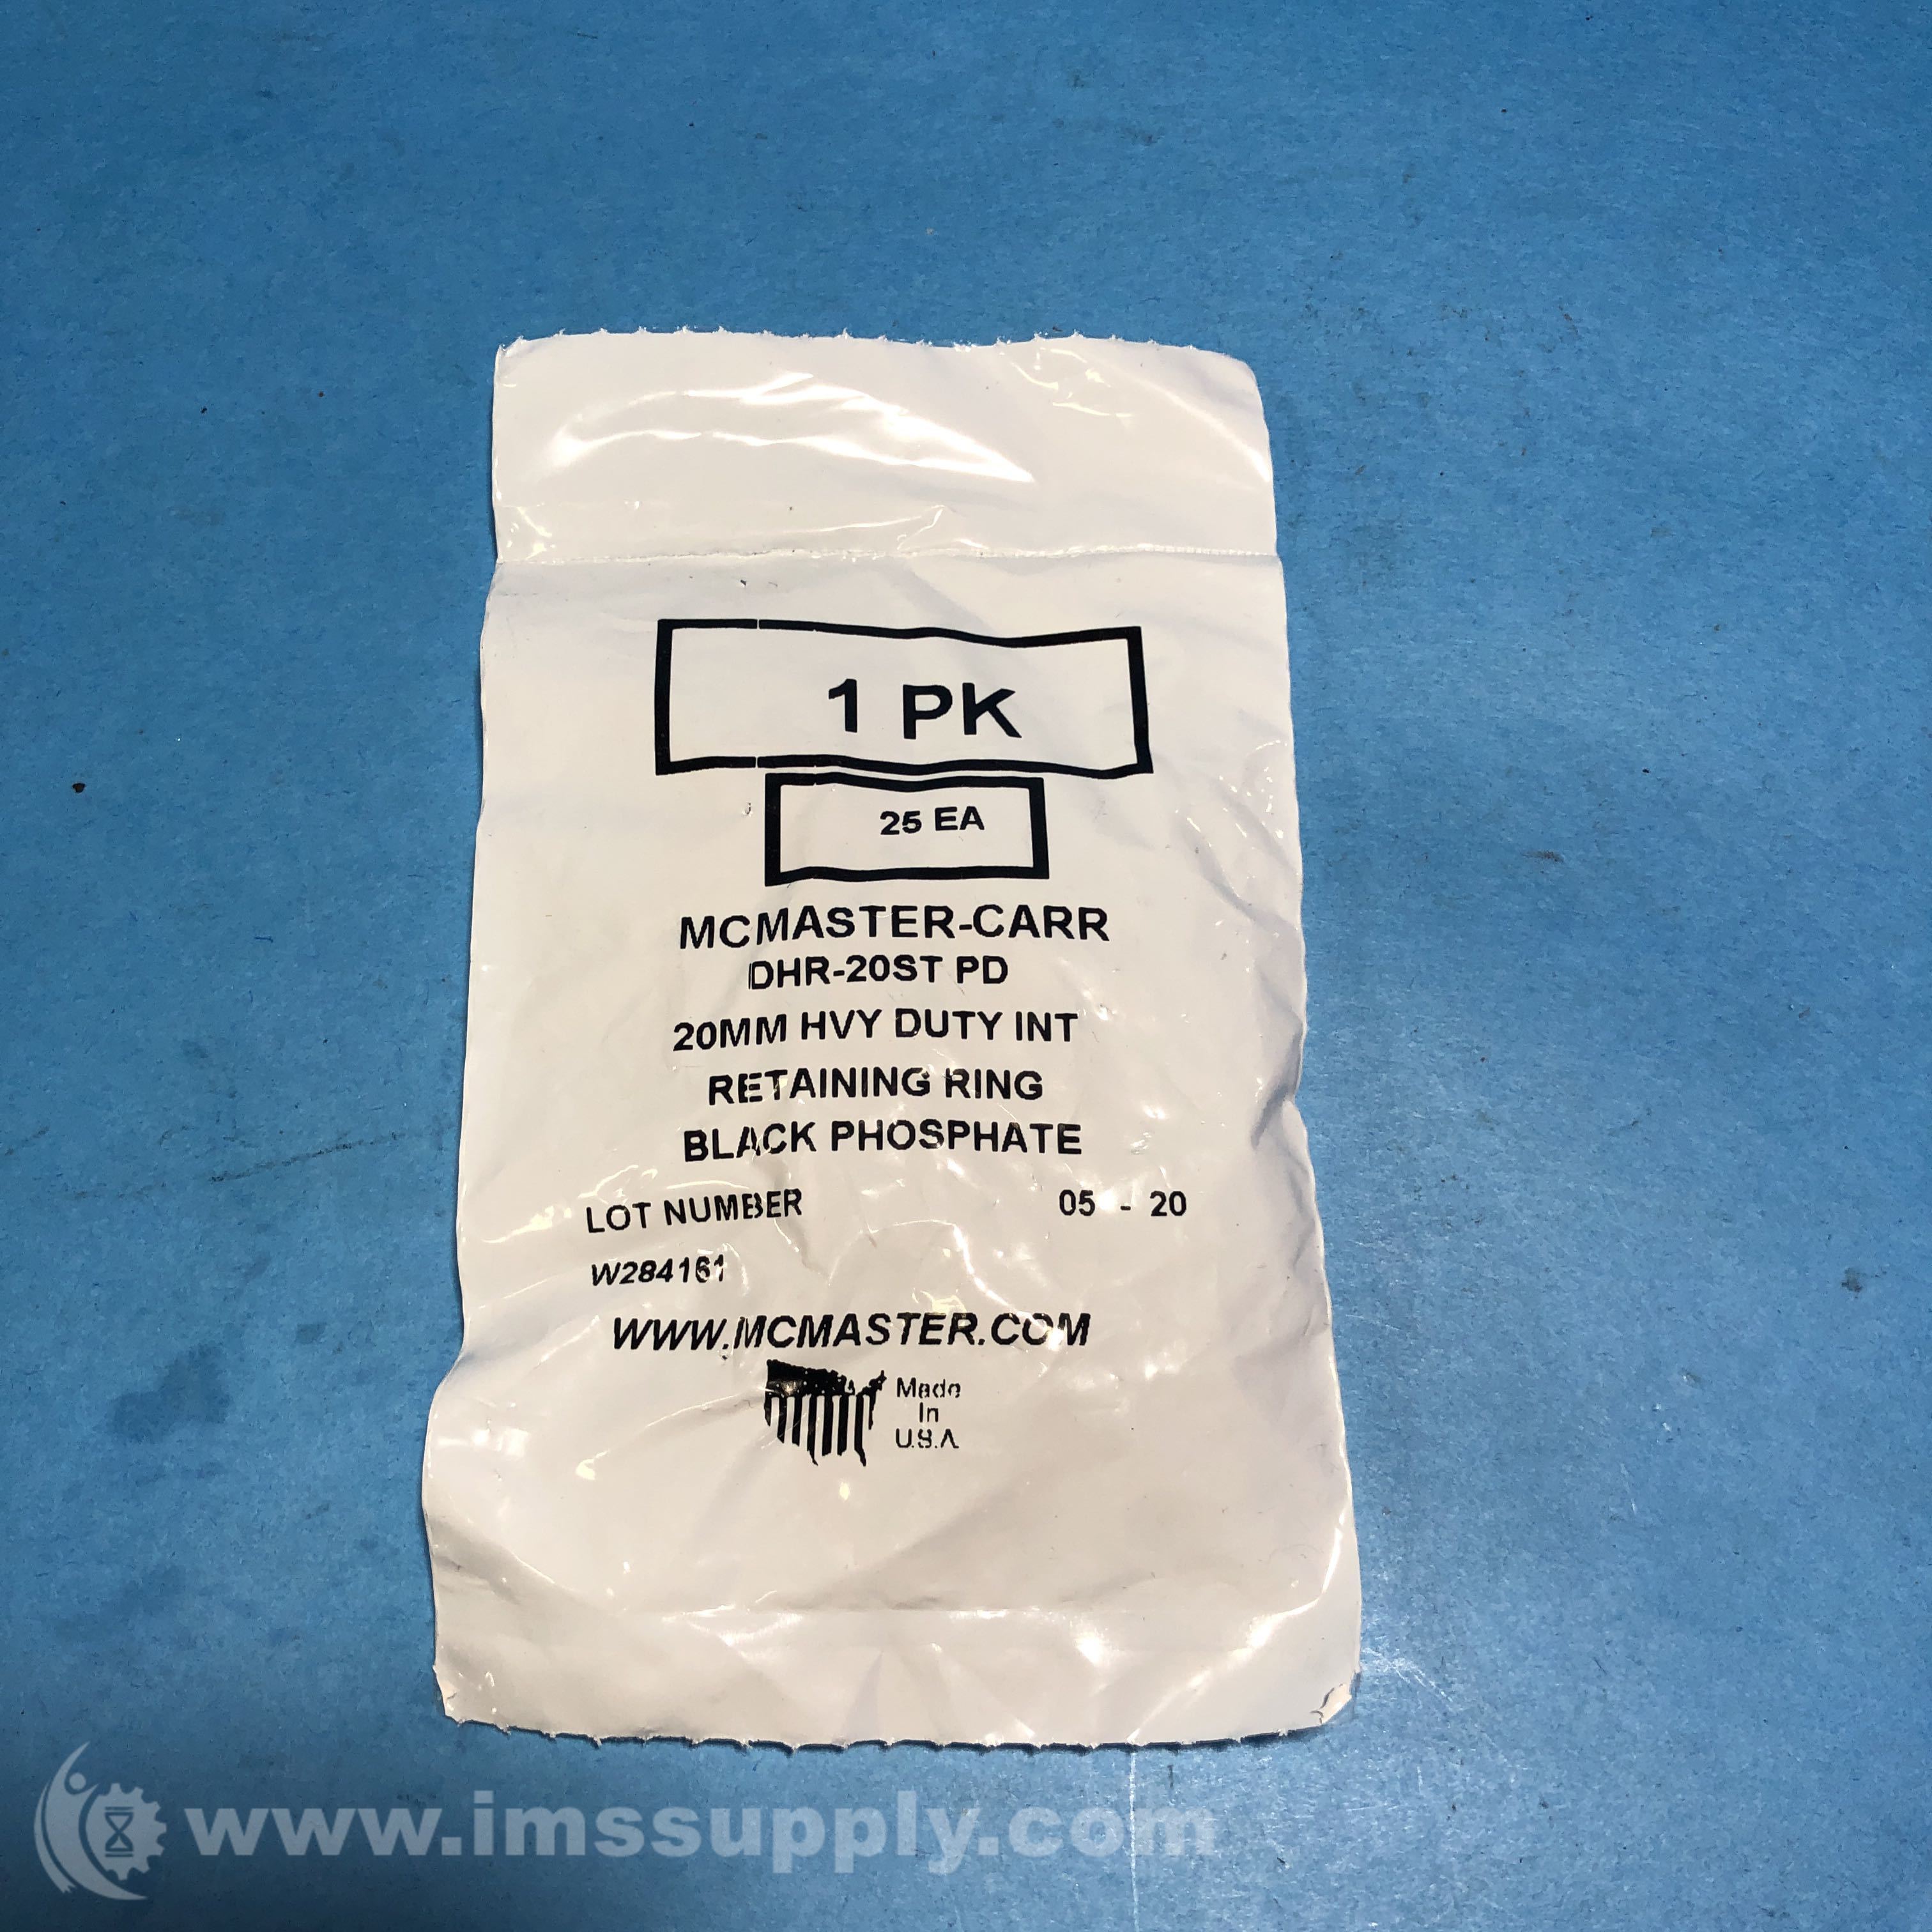 1 PK
25 EA
MCMASTER-CARR
DHR-20ST PD
20MM HVY DUTY INT
RETAINING RING
BLACK PHOSPHATE
LOT NUMBER 05 - 20
W284161
WWW.MCMASTER.COM
Made
In
U.S.A
www.imssupply.com